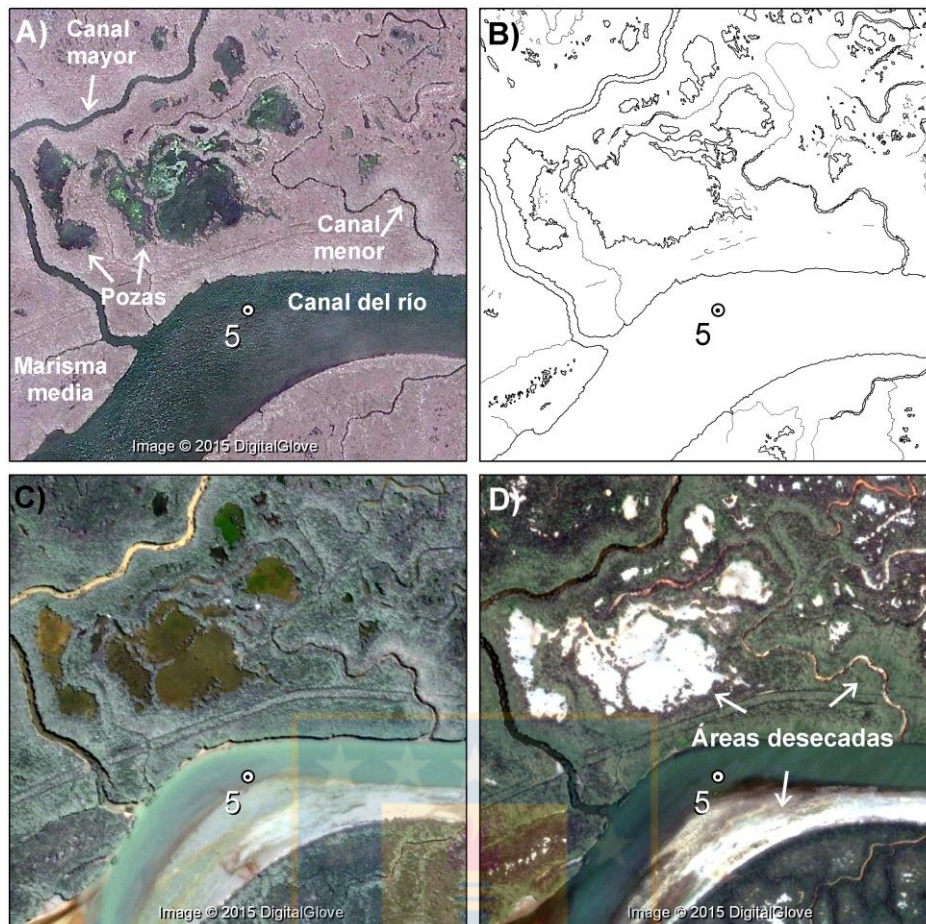 A)
Canal
mayor
Canal
menor
Pozas
Canal del río
5
Marisma
media
Image © 2015 DigitalGlove
B)
5
C)
5
Image © 2015 DigitalGlove
D)
Áreas desecadas
5
Image © 2015 DigitalGlove